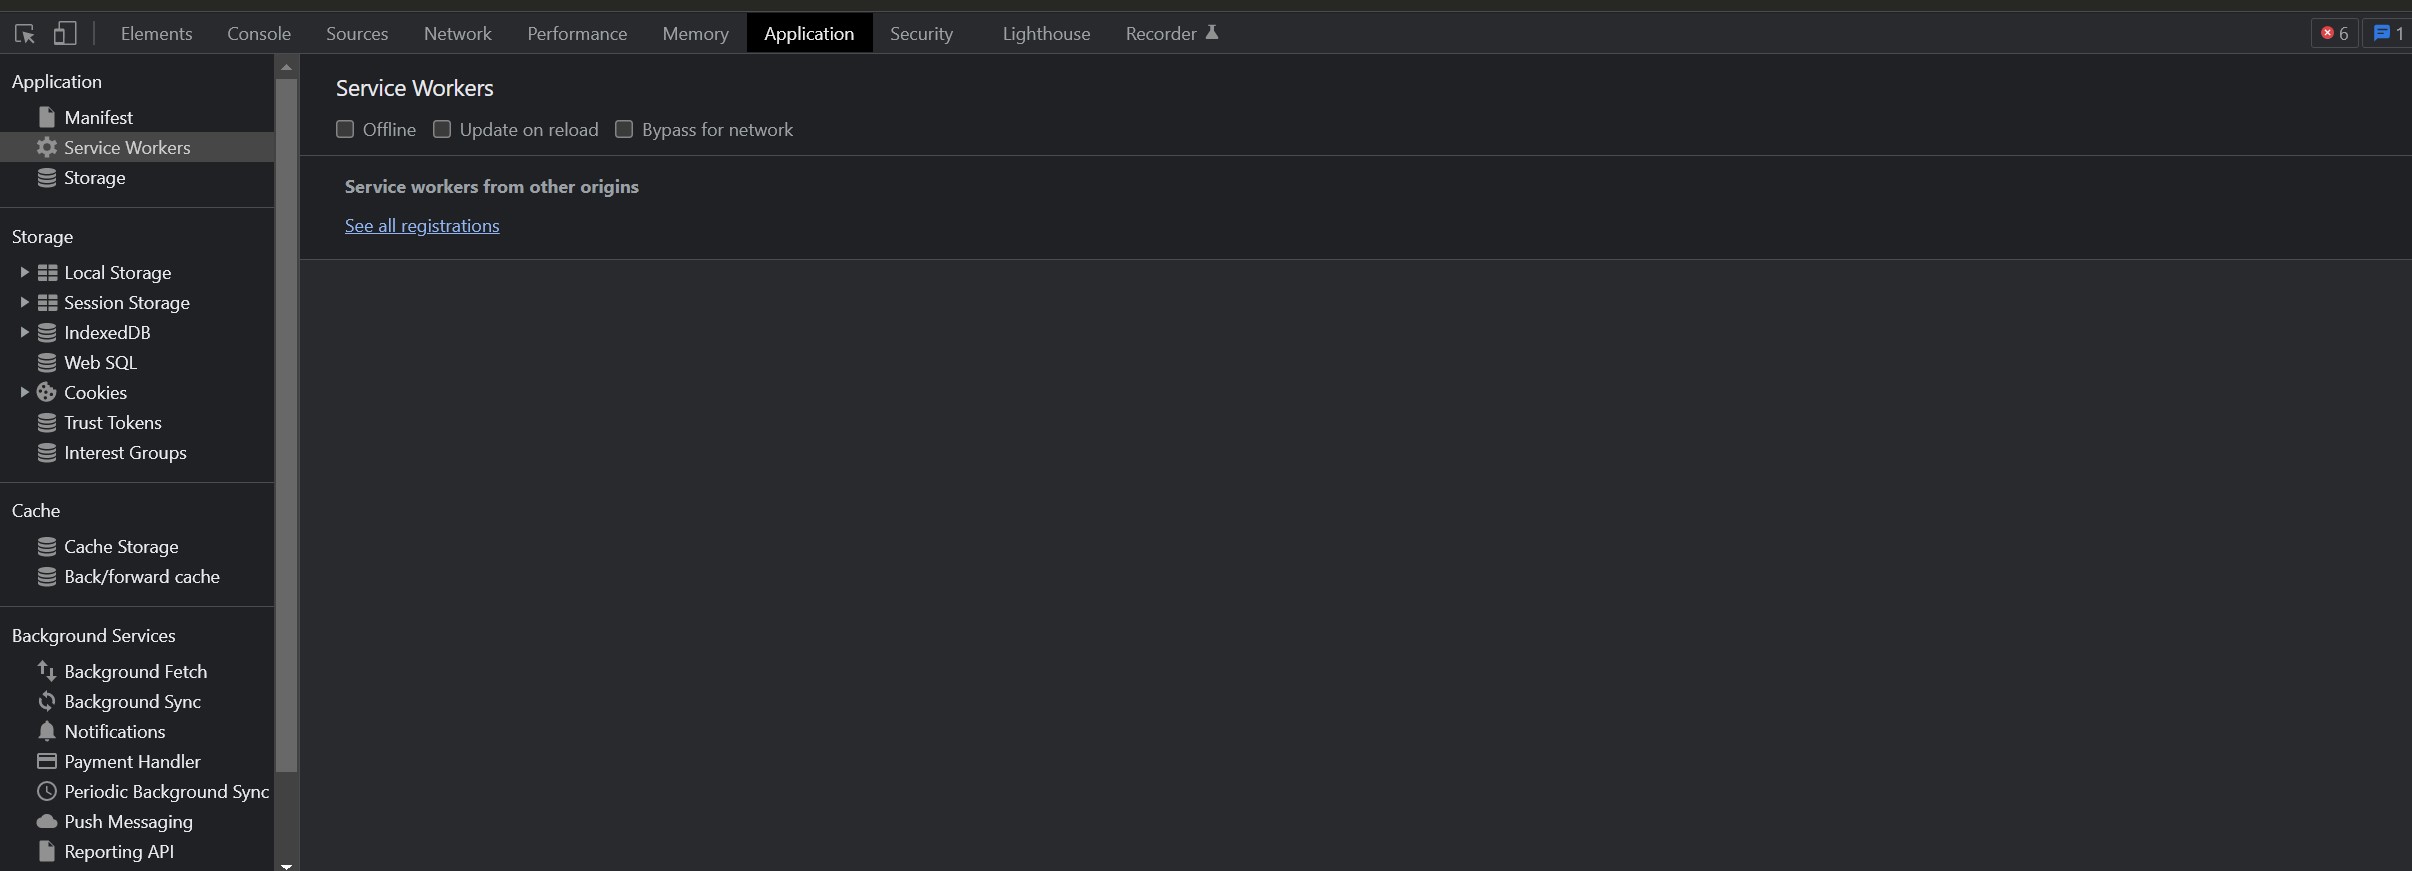 Elements Console Sources Network Performance Memory Application Security Lighthouse Recorder 6 1
Application
Manifest
Service Workers
Storage
Storage
Local Storage
Session Storage
IndexedDB
Web SQL
Cookies
Trust Tokens
Interest Groups
Cache
Cache Storage
Back/forward cache
Background Services
Background Fetch
Background Sync
Notifications
Payment Handler
Periodic Background Sync
Push Messaging
Reporting API
Service Workers
Offline Update on reload Bypass for network
Service workers from other origins
See all registrations